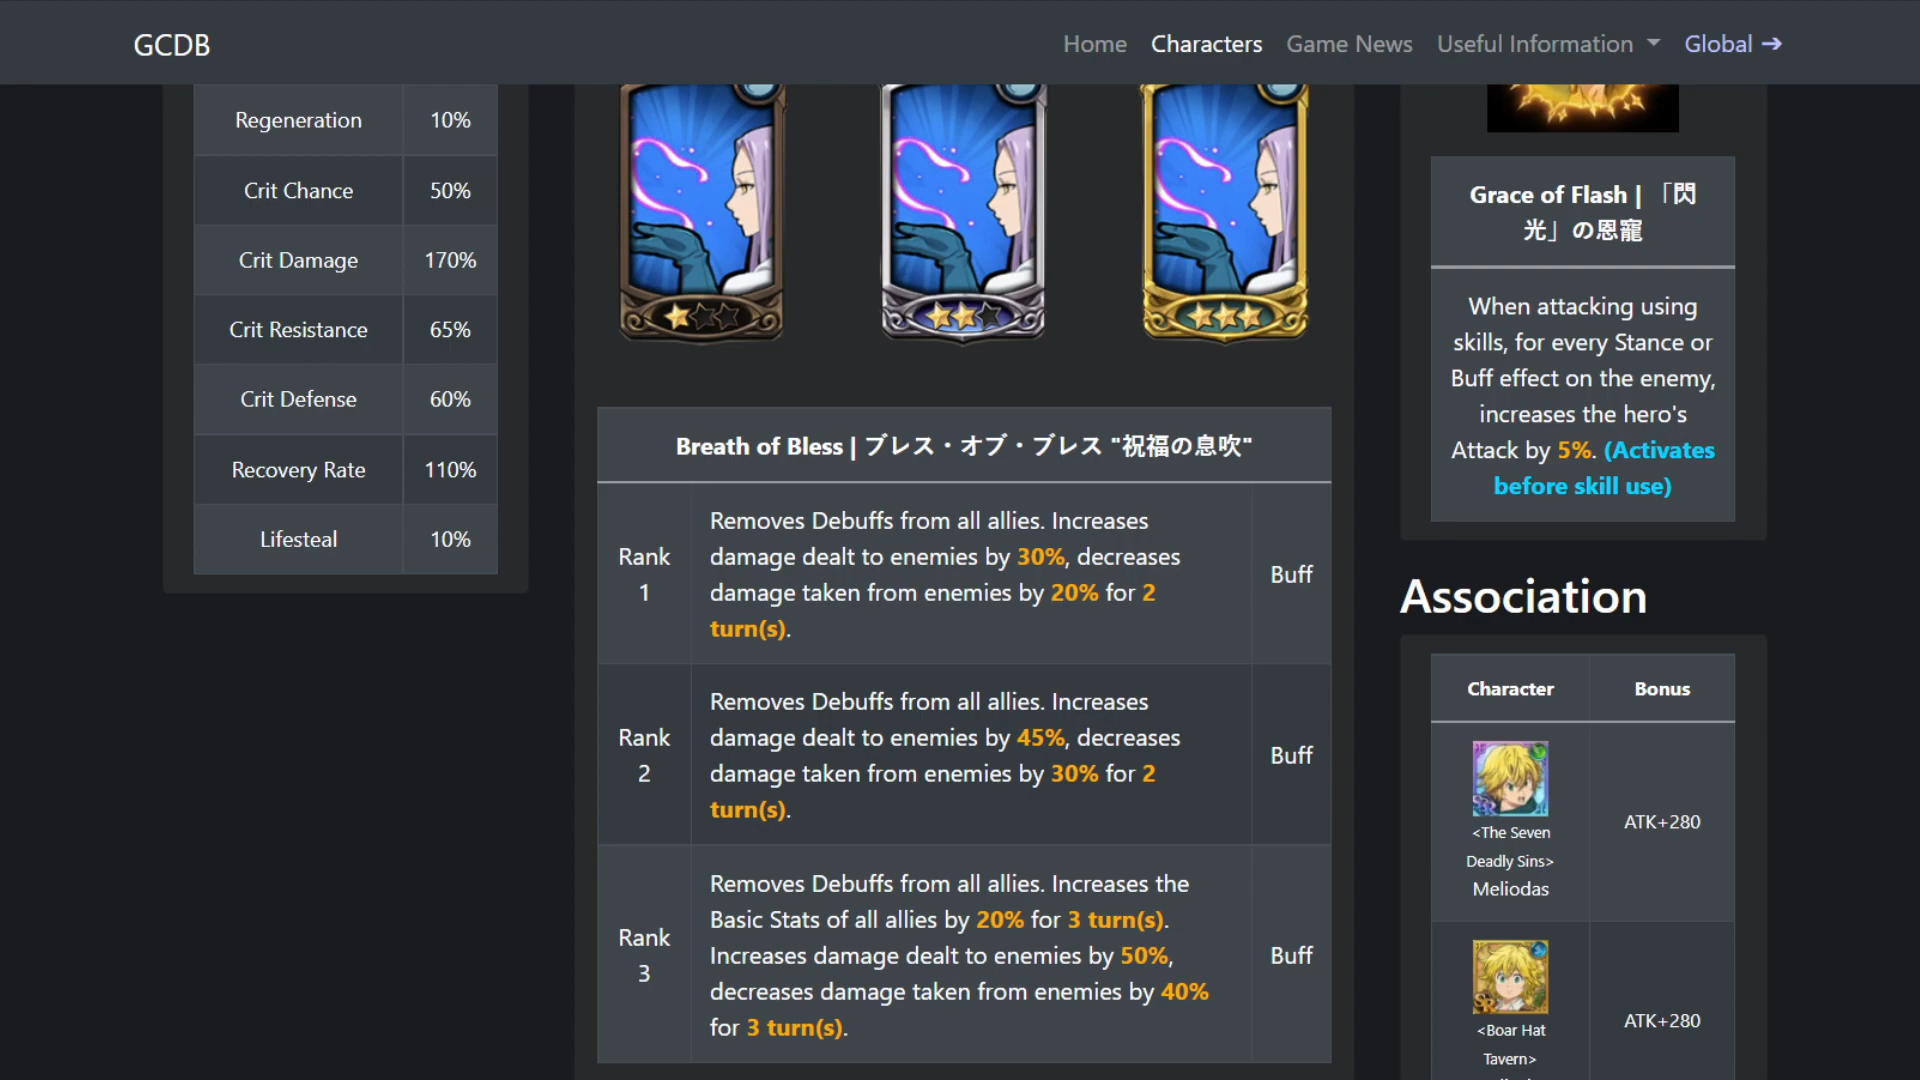 GCDB
Home Characters Game News Useful Information Global ➔
Regeneration 10%
Crit Chance 50%
Crit Damage 170%
Crit Resistance 65%
Crit Defense 60%
Recovery Rate 110%
Lifesteal 10%
Breath of Bless | ブレス・オブ・ブレス "祝福の息吹"
Rank
1
Removes Debuffs from all allies. Increases
damage dealt to enemies by 30%, decreases
damage taken from enemies by 20% for 2
turn(s).
Buff
Rank
2
Removes Debuffs from all allies. Increases
damage dealt to enemies by 45%, decreases
damage taken from enemies by 30% for 2
turn(s).
Buff
Rank
3
Removes Debuffs from all allies. Increases the
Basic Stats of all allies by 20% for 3 turn(s).
Increases damage dealt to enemies by 50%,
decreases damage taken from enemies by 40%
for 3 turn(s).
Buff
Grace of Flash | 「閃
光」の恩寵
When attacking using
skills, for every Stance or
Buff effect on the enemy,
increases the hero's
Attack by 5%. (Activates
before skill use)
Association
Character Bonus
<The Seven
Deadly Sins>
Meliodas
ATK+280
<Boar Hat
Tavern>
ATK+280